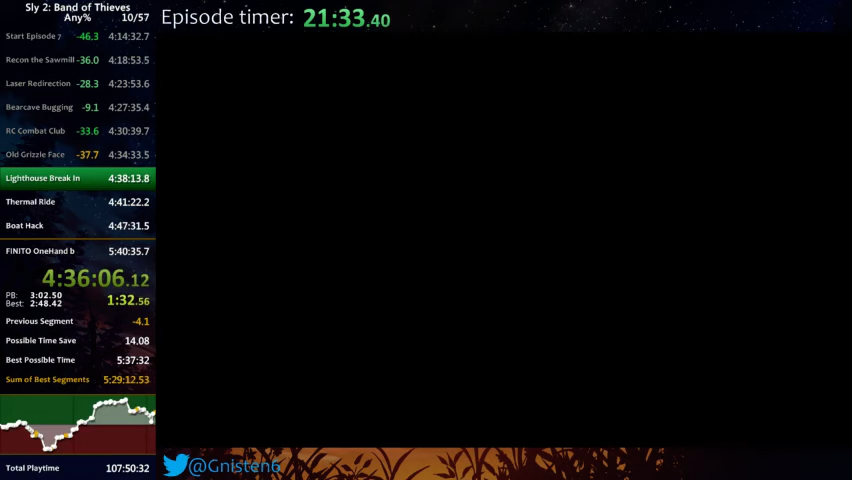 Sly 2: Band of Thieves
Any% 10/57
Episode timer: 21:33.40
Start Episode 7 -46.3 4:14:32.7
Recon the Sawmill -36.0 4:18:53.5
Laser Redirection -28.3 4:23:53.6
Bearcave Bugging -9.1 4:27:35.4
RC Combat Club -33.6 4:30:39.7
Old Grizzle Face -37.7 4:34:33.5
Lighthouse Break In 4:38:13.8
Thermal Ride 4:41:22.2
Boat Hack 4:47:31.5
FINITO OneHand b 5:40:35.7
4:36:06.12
PB: 3:02.50
Best: 2:48.42
1:32.56
Previous Segment -4.1
Possible Time Save 14.08
Best Possible Time 5:37:32
Sum of Best Segments 5:29:12.53
Total Playtime 107:50:32
@Gnisten6